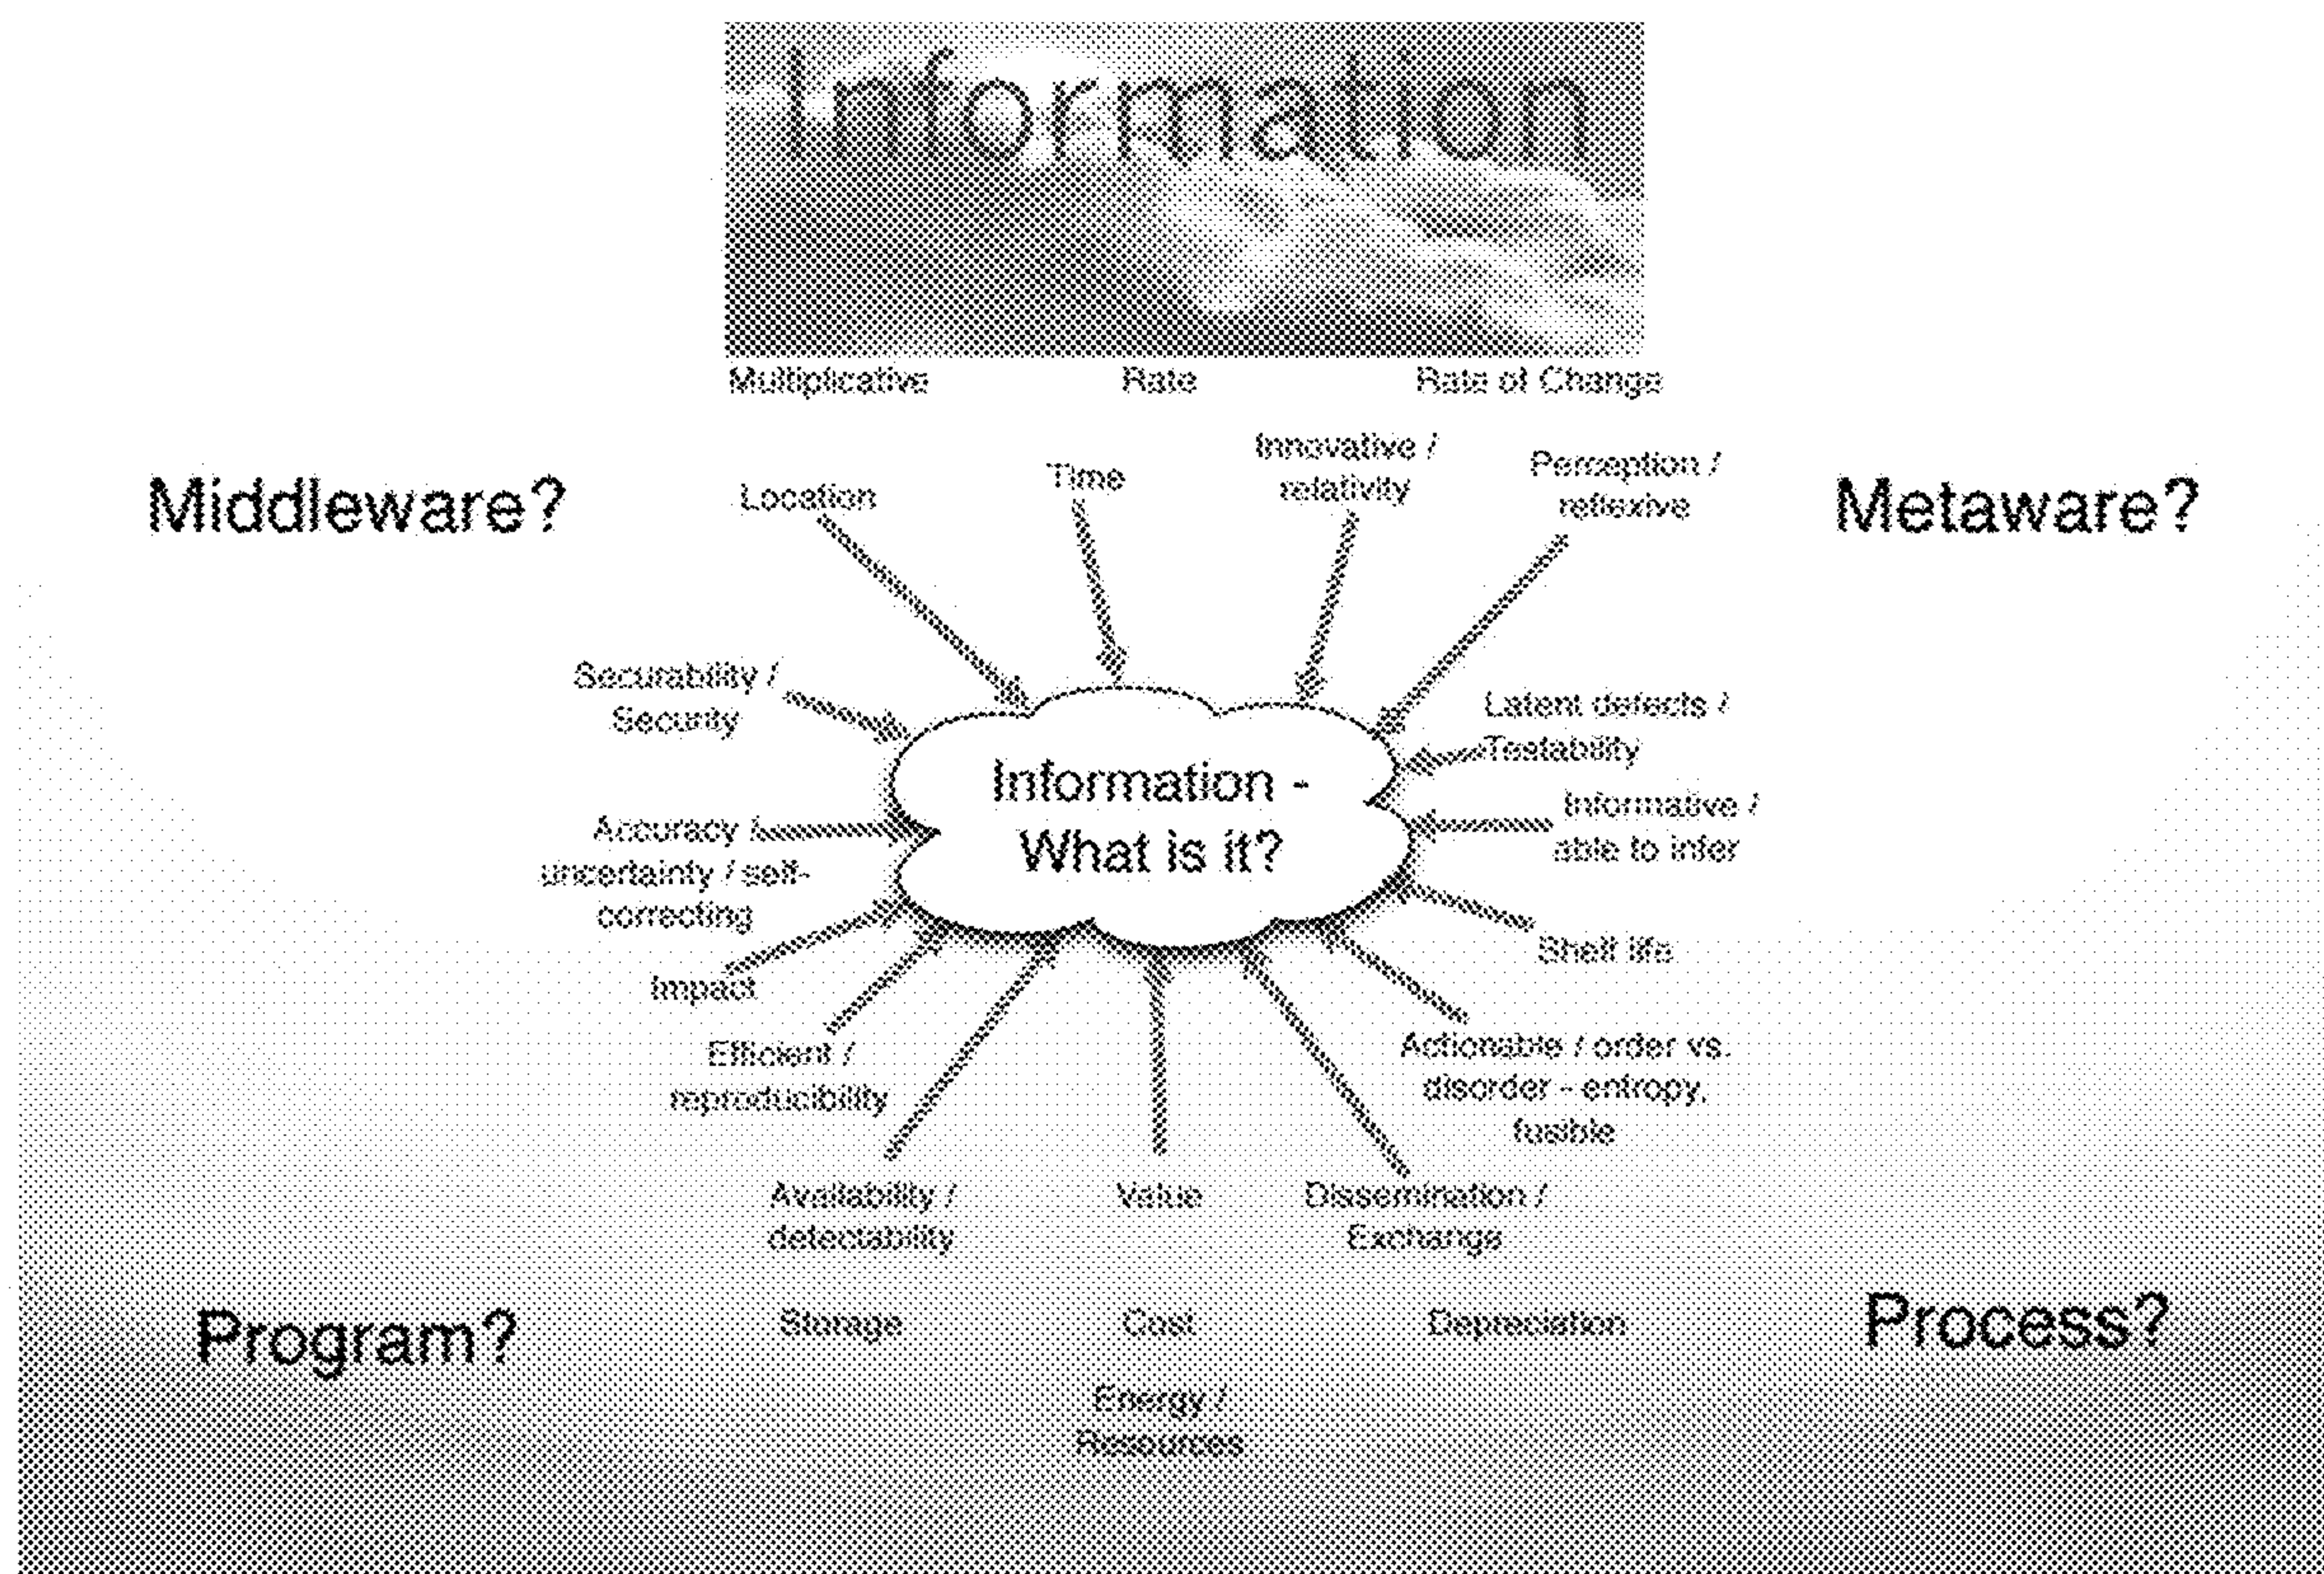 Information
Multiplicative Rate Rate of Change
Middleware?
Location
Time
Innovative /
relativity
Perception /
reflexive
Metaware?
Securability /
Security
Latent defects /
Testability
Information -
What is it?
Accuracy /
uncertainty / self-
correcting
Informative /
able to infer
Impact
Shelf life
Efficient /
reproducibility
Actionable / order vs.
disorder - entropy,
fusible
Availability /
detectability
Value
Dissemination /
Exchange
Program?
Storage Cost Depreciation
Process?
Energy /
Resources